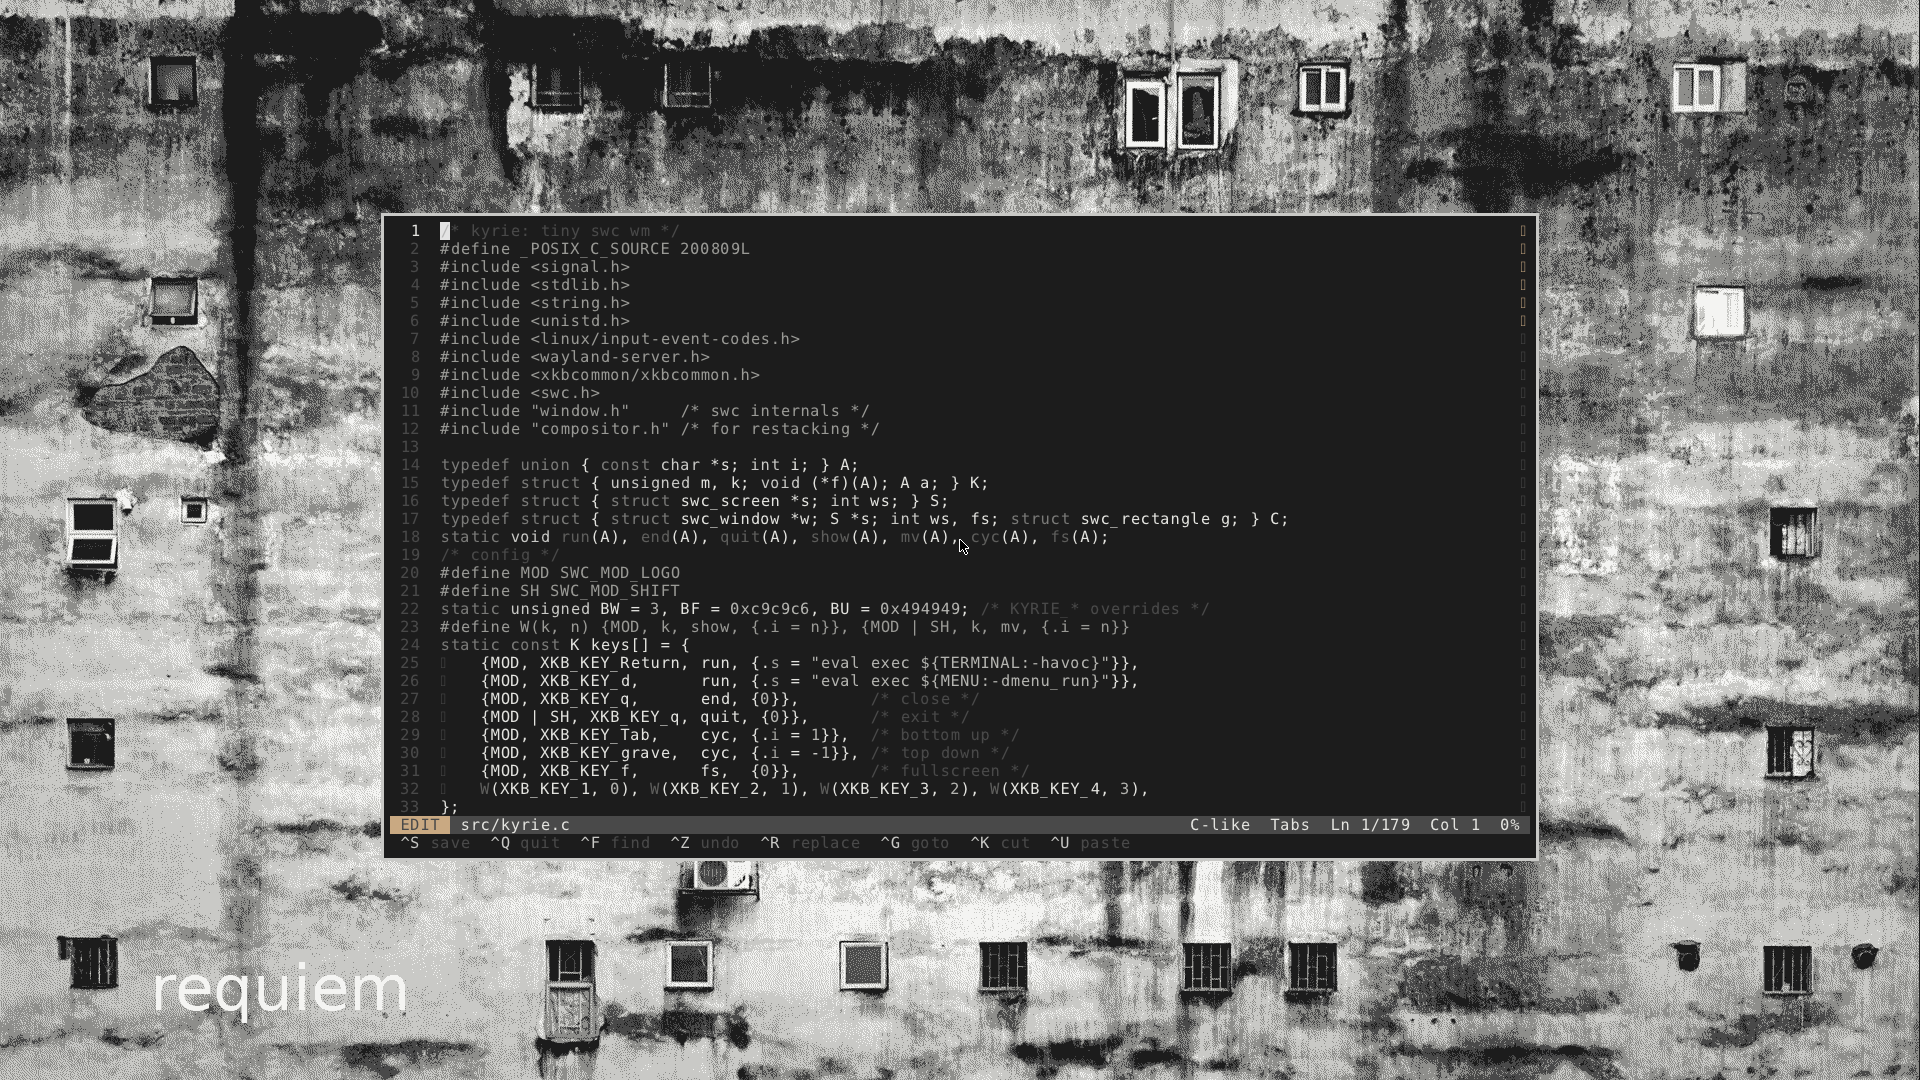 1 /* kyrie: tiny swc wm */
2 #define _POSIX_C_SOURCE 200809L
3 #include <signal.h>
4 #include <stdlib.h>
5 #include <string.h>
6 #include <unistd.h>
7 #include <linux/input-event-codes.h>
8 #include <wayland-server.h>
9 #include <xkbcommon/xkbcommon.h>
10 #include <swc.h>
11 #include "window.h"     /* swc internals */
12 #include "compositor.h" /* for restacking */
13
14 typedef union { const char *s; int i; } A;
15 typedef struct { unsigned m, k; void (*f)(A); A a; } K;
16 typedef struct { struct swc_screen *s; int ws; } S;
17 typedef struct { struct swc_window *w; S *s; int ws, fs; struct swc_rectangle g; } C;
18 static void run(A), end(A), quit(A), show(A), mv(A), cyc(A), fs(A);
19 /* config */
20 #define MOD SWC_MOD_LOGO
21 #define SH SWC_MOD_SHIFT
22 static unsigned BW = 3, BF = 0xc9c9c6, BU = 0x494949; /* KYRIE_* overrides */
23 #define W(k, n) {MOD, k, show, {.i = n}}, {MOD | SH, k, mv, {.i = n}}
24 static const K keys[] = {
25     {MOD, XKB_KEY_Return, run, {.s = "eval exec ${TERMINAL:-havoc}"}},
26     {MOD, XKB_KEY_d,      run, {.s = "eval exec ${MENU:-dmenu_run}"}},
27     {MOD, XKB_KEY_q,      end, {0}},       /* close */
28     {MOD | SH, XKB_KEY_q, quit, {0}},      /* exit */
29     {MOD, XKB_KEY_Tab,    cyc, {.i = 1}},  /* bottom up */
30     {MOD, XKB_KEY_grave,  cyc, {.i = -1}}, /* top down */
31     {MOD, XKB_KEY_f,      fs,  {0}},       /* fullscreen */
32     W(XKB_KEY_1, 0), W(XKB_KEY_2, 1), W(XKB_KEY_3, 2), W(XKB_KEY_4, 3),
33 };
EDIT src/kyrie.c C-like Tabs Ln 1/179 Col 1 0%
^S save ^Q quit ^F find ^Z undo ^R replace ^G goto ^K cut ^U paste
requiem